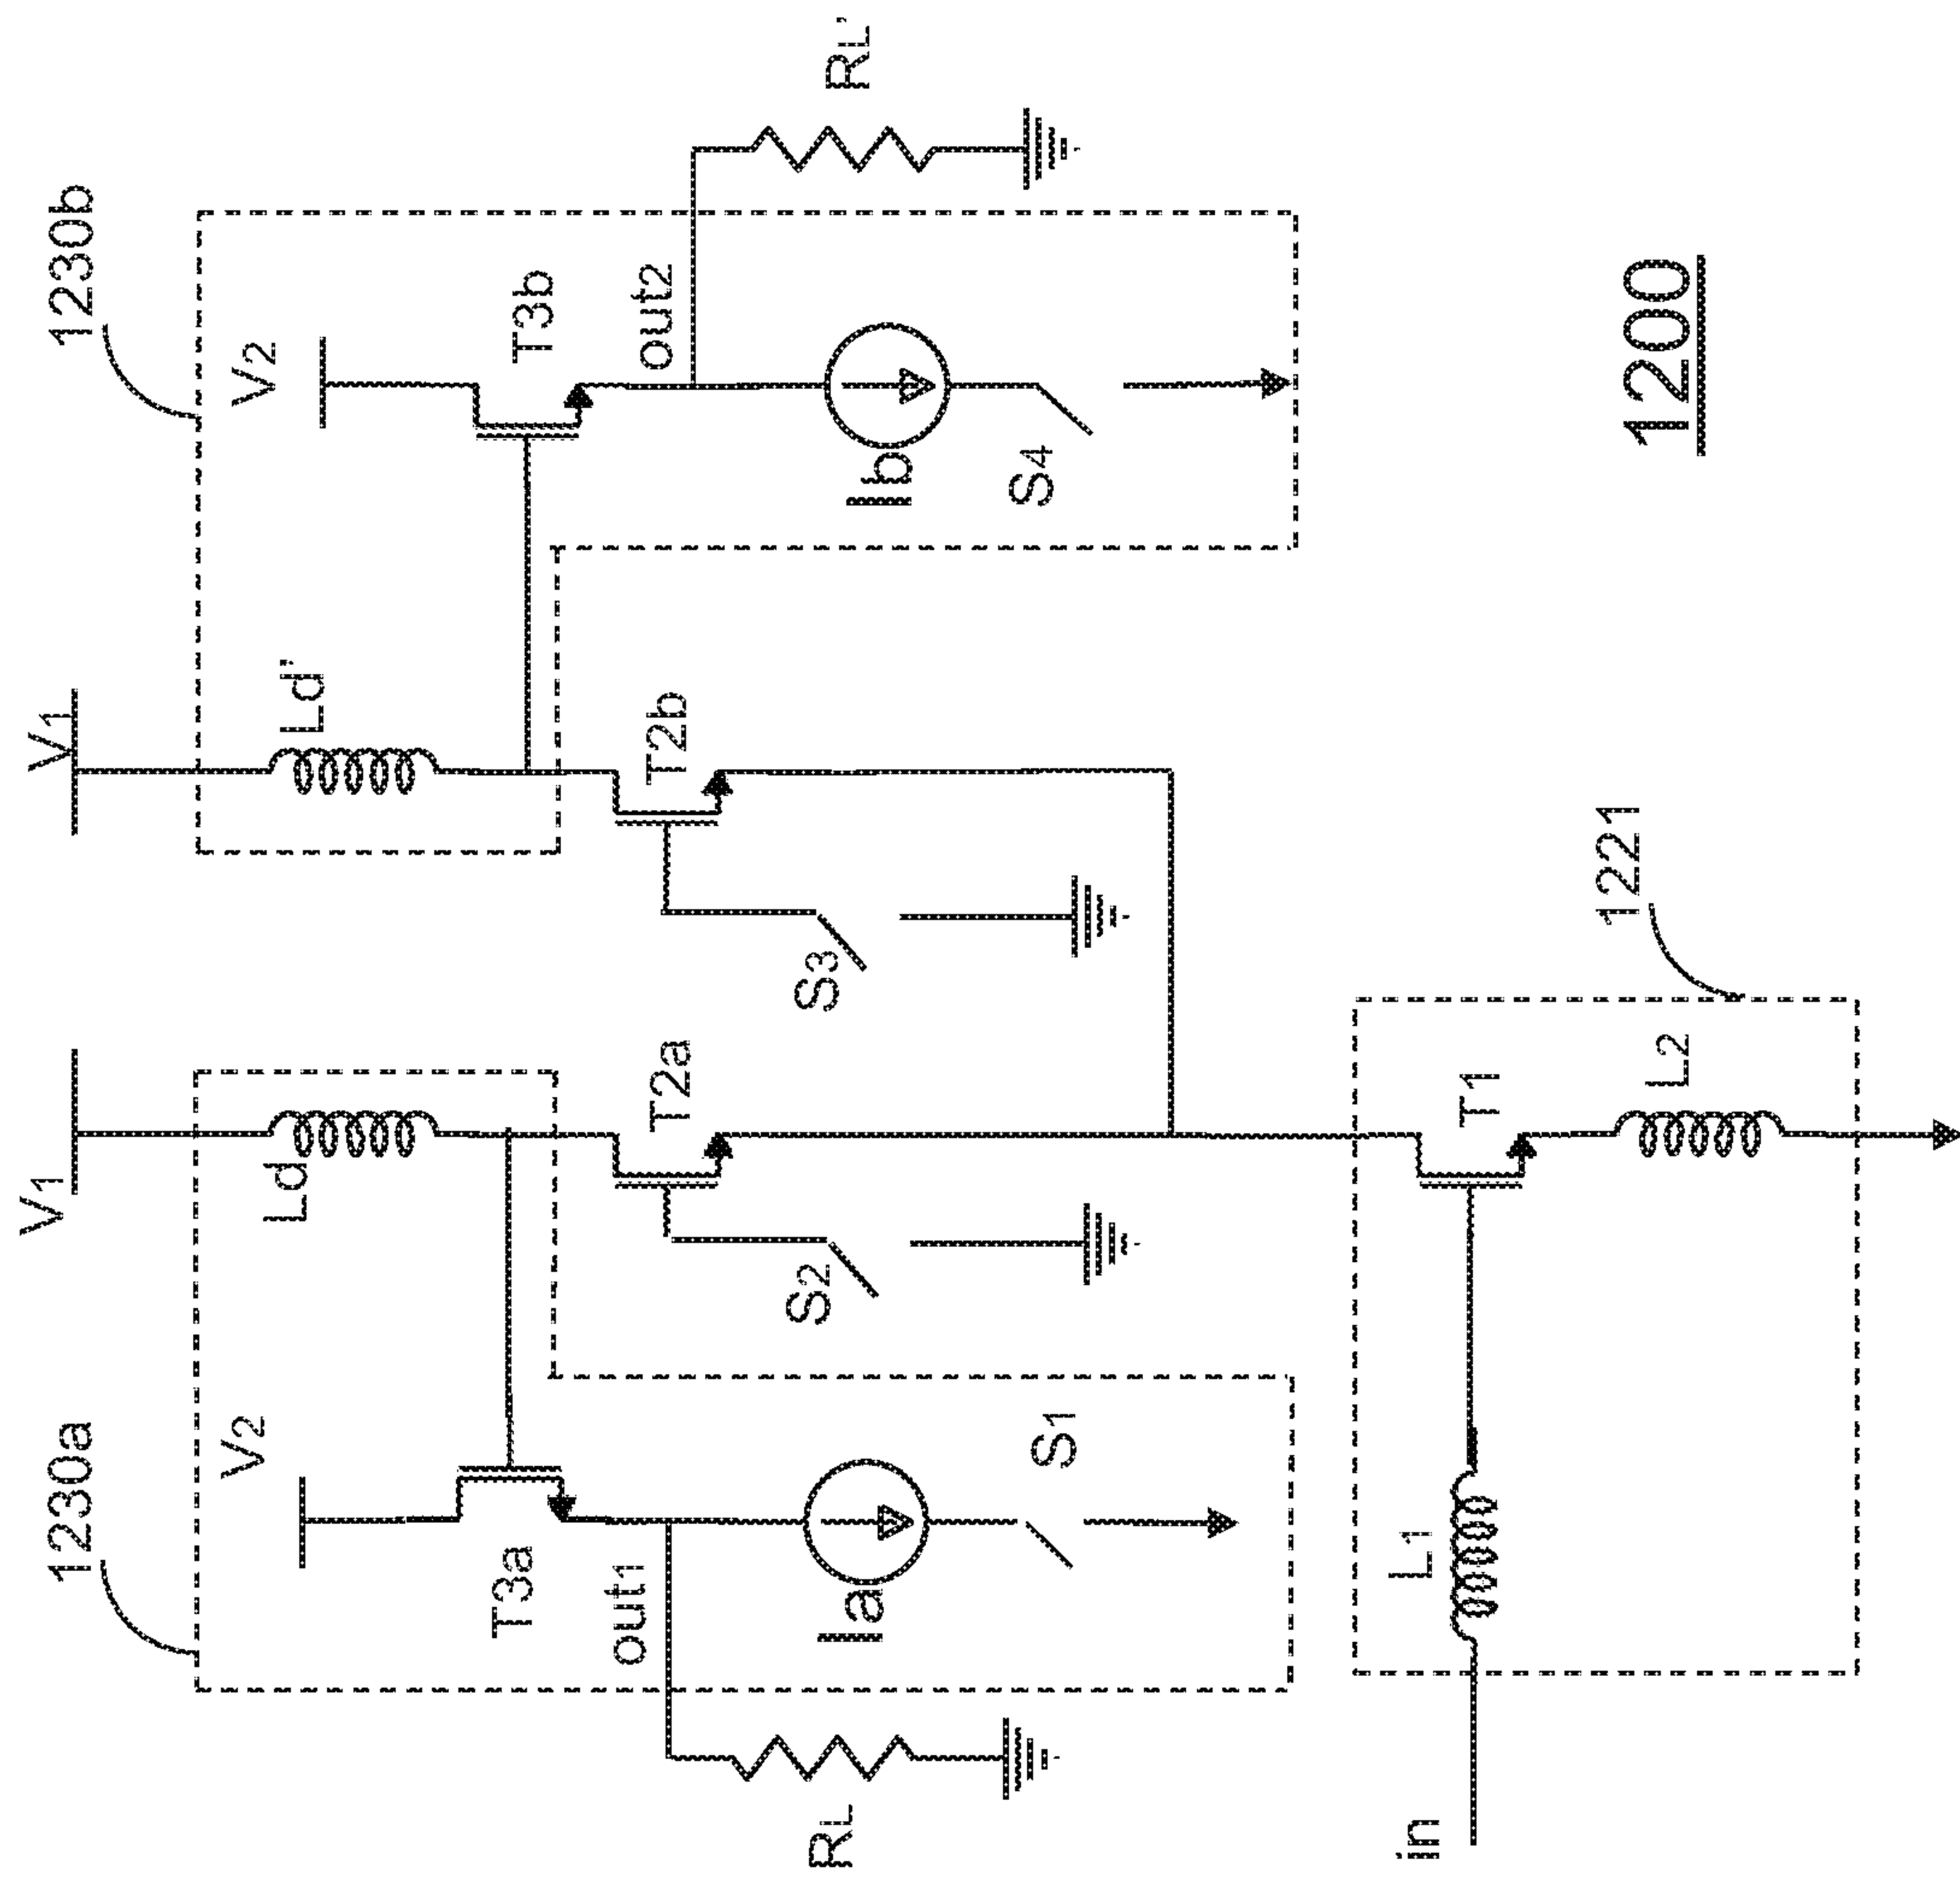 1230a
V2
T3a
out1
Ia
S1
RL
V1
Ld
T2a
S2
V1
Ld'
T2b
S3
1230b
V2
T3b
out2
Ib
S4
RL'
in
L1
T1
L2
1221
1200